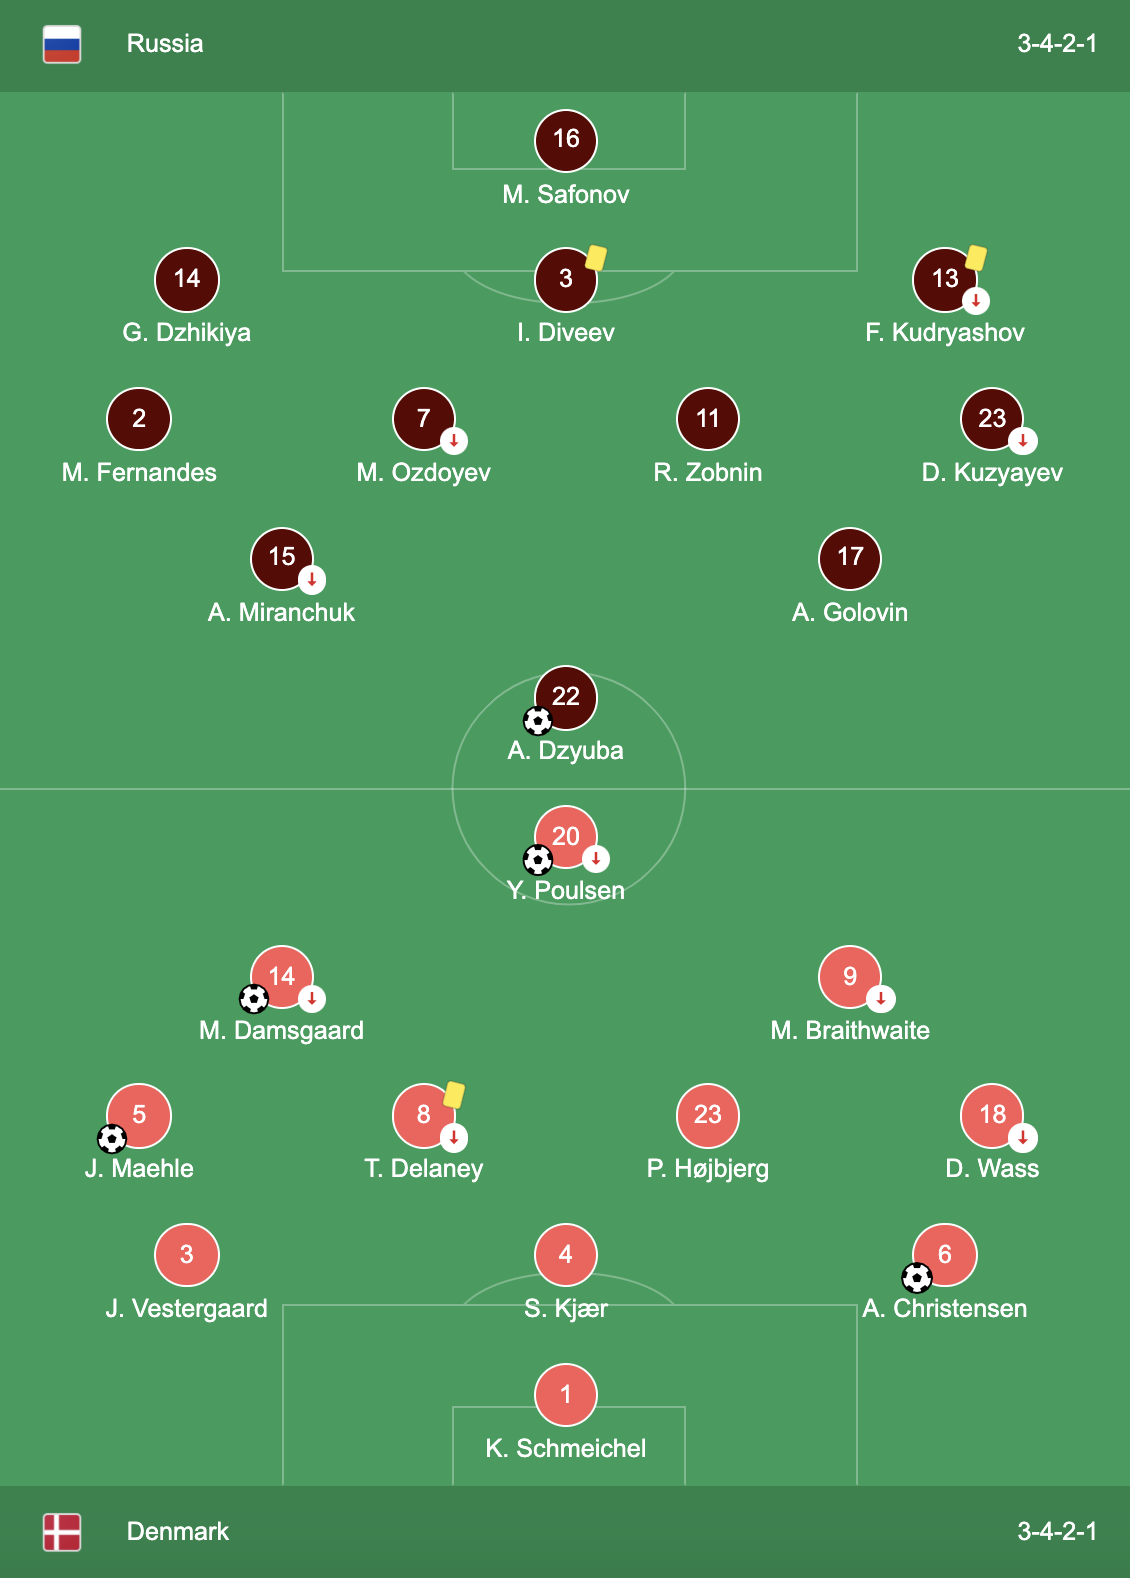 Russia 3-4-2-1
16
M. Safonov
14 3 13
G. Dzhikiya I. Diveev F. Kudryashov
2 7 11 23
M. Fernandes M. Ozdoyev R. Zobnin D. Kuzyayev
15 17
A. Miranchuk A. Golovin
22
A. Dzyuba
20
Y. Poulsen
14 9
M. Damsgaard M. Braithwaite
5 8 23 18
J. Maehle T. Delaney P. Højbjerg D. Wass
3 4 6
J. Vestergaard S. Kjær A. Christensen
1
K. Schmeichel
Denmark 3-4-2-1